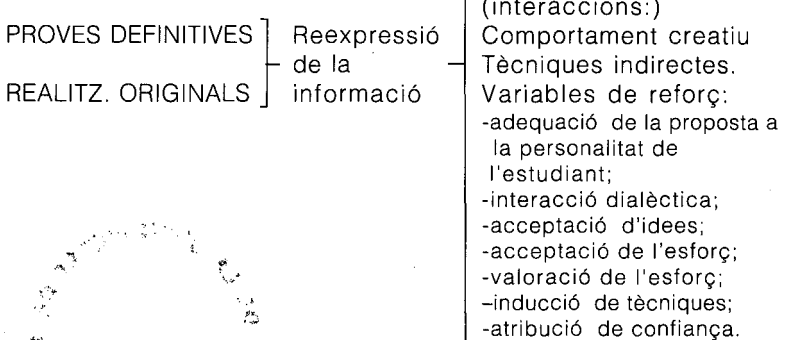 (interaccions:)
PROVES DEFINITIVES
REALITZ. ORIGINALS
Reexpressió
de la
informació
Comportament creatiu
Tècniques indirectes.
Variables de reforç:
-adequació de la proposta a
la personalitat de
l'estudiant;
-interacció dialèctica;
-acceptació d'idees;
-acceptació de l'esforç;
-valoració de l'esforç;
-inducció de tècniques;
-atribució de confiança.